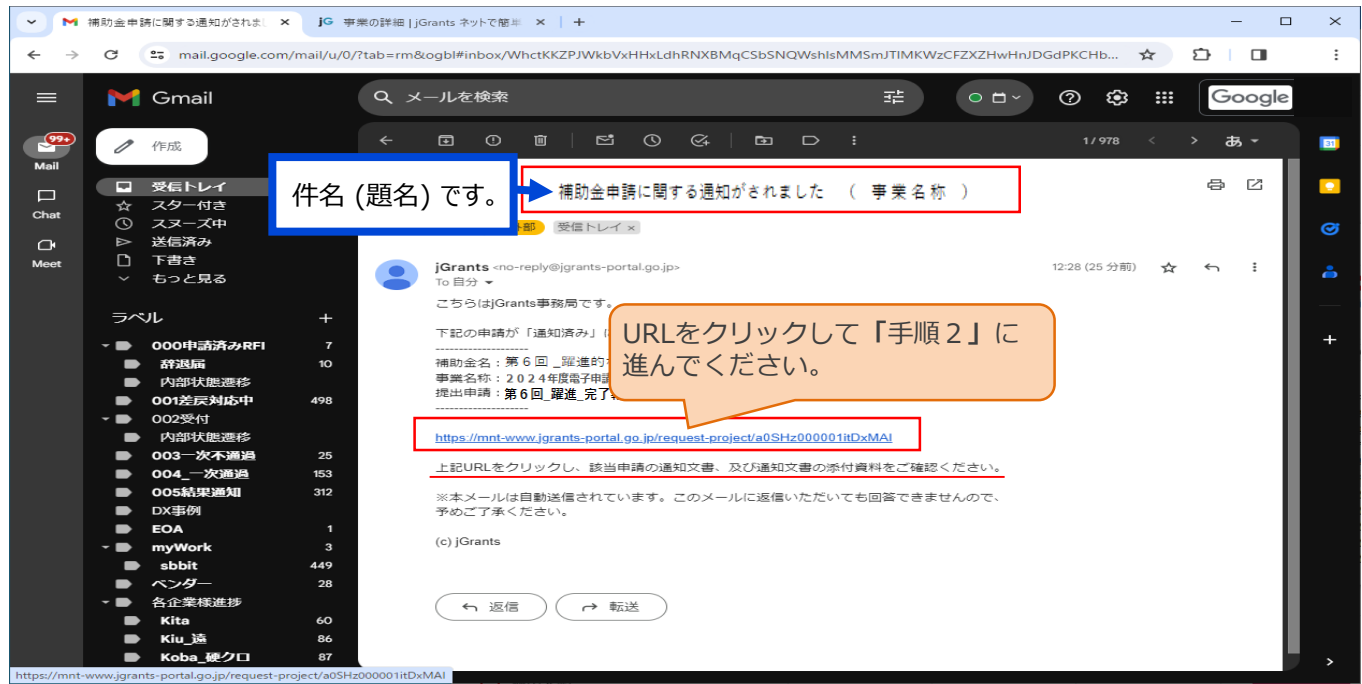 補助金申請に関する通知がされまし
jG 事業の詳細 | jGrants ネットで簡単
mail.google.com/mail/u/0/?tab=rm&ogbl#inbox/WhctKKZPJWkbVxHHxLdhRNXBMqCSbSNQWshIsMMSmJTlMKWzCFZXZHwHnJDGdPKCHb...
Gmail
メールを検索
Google
99+
作成
1/978
あ
31
Mail
Chat
Meet
受信トレイ
スター付き
スヌーズ中
送信済み
下書き
もっと見る
ラベル
000申請済みRFI 7
辞退届 10
内部状態遷移
001差戻対応中 498
002受付
内部状態遷移
003一次不通過 25
004_一次通過 153
005結果通知 312
DX事例
EOA 1
myWork 3
sbbit 449
ベンダー 28
各企業様進捗
Kita 60
Kiu_遠 86
Koba_硬クロ 87
件名 (題名) です。
補助金申請に関する通知がされました ( 事業名称 )
部 受信トレイ ×
jGrants <no-reply@jgrants-portal.go.jp>
12:28 (25 分前)
To 自分
こちらはjGrants事務局です。
下記の申請が「通知済み」に
--------------------
補助金名：第6回_躍進的な
事業名称：2024年度電子申請
提出申請：第6回_躍進_完了報
--------------------
URLをクリックして「手順２」に
進んでください。
https://mnt-www.jgrants-portal.go.jp/request-project/a0SHz000001itDxMAI
上記URLをクリックし、該当申請の通知文書、及び通知文書の添付資料をご確認ください。
※本メールは自動送信されています。このメールに返信いただいても回答できませんので、
予めご了承ください。
(c) jGrants
返信
転送
https://mnt-www.jgrants-portal.go.jp/request-project/a0SHz000001itDxMAI